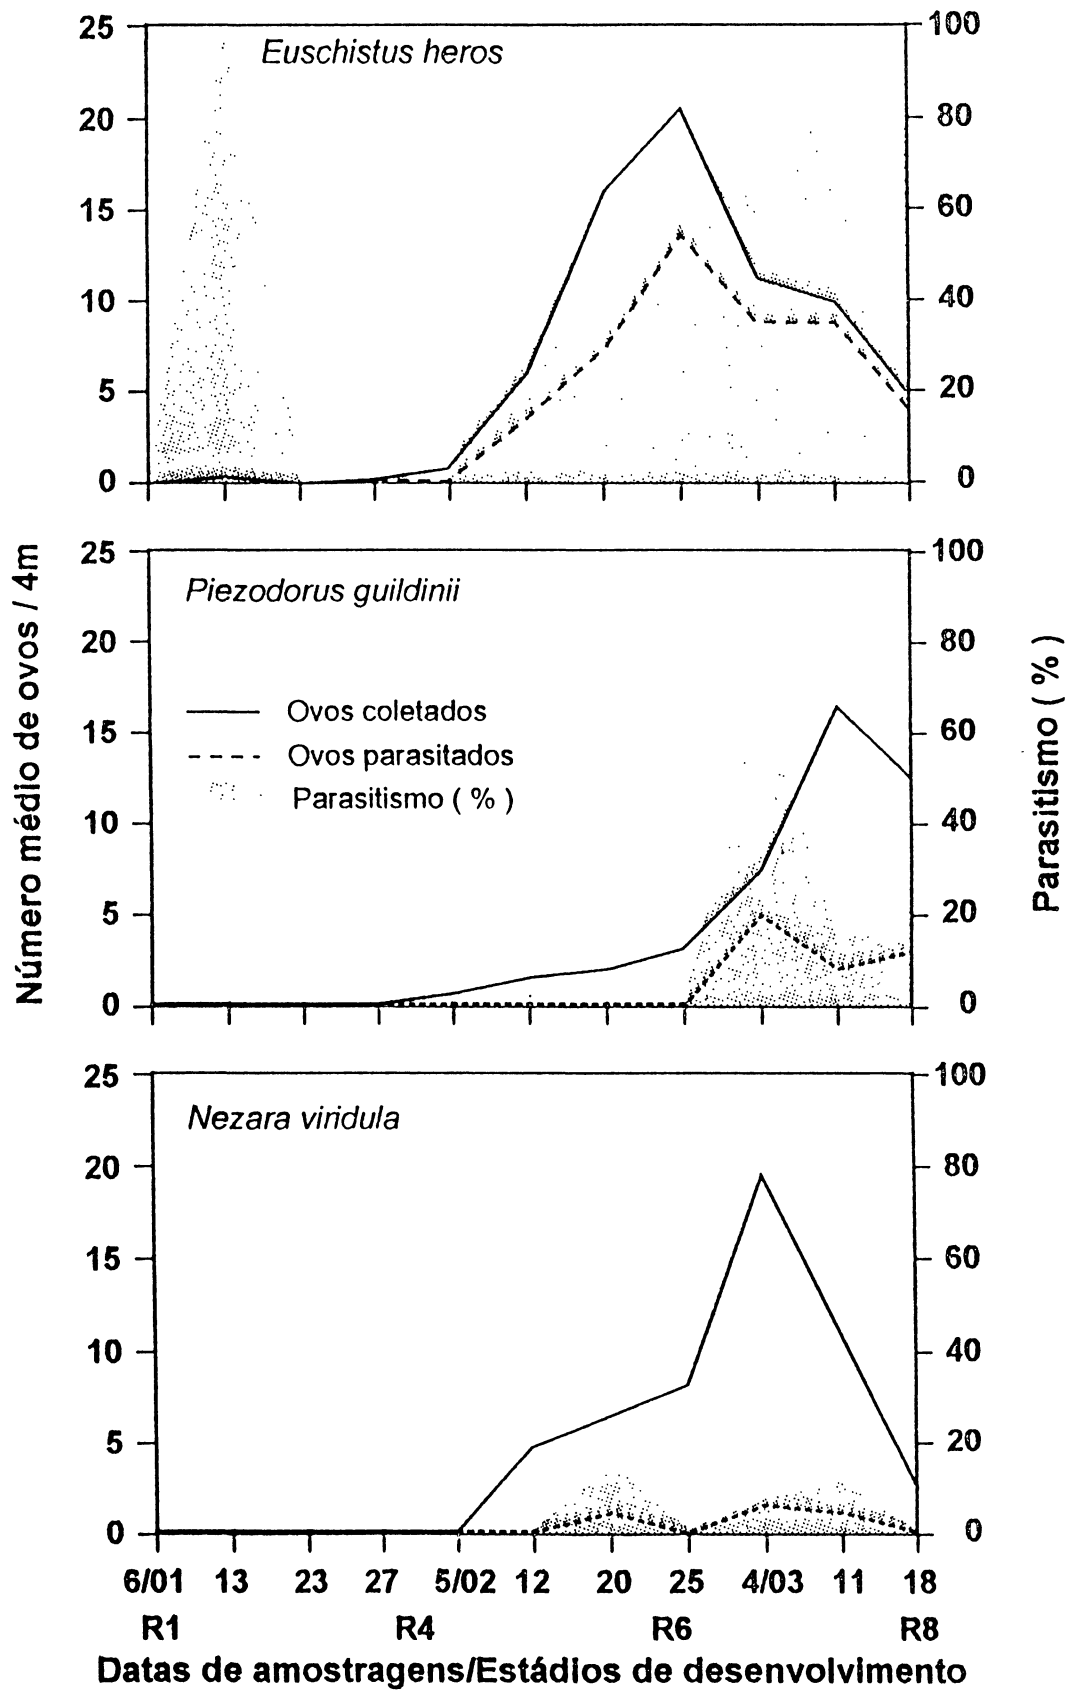 Euschistus heros
25 100
20 80
15 60
10 40
5 20
0 0
25 100
Piezodorus guildinii
20 80
Ovos coletados
15 60
Ovos parasitados
Parasitismo ( % )
10 40
5 20
0 0
25 100
Nezara viridula
20 80
15 60
10 40
5 20
0 0
Número médio de ovos / 4m
Parasitismo ( % )
6/01 13 23 27 5/02 12 20 25 4/03 11 18
R1 R4 R6 R8
Datas de amostragens/Estádios de desenvolvimento